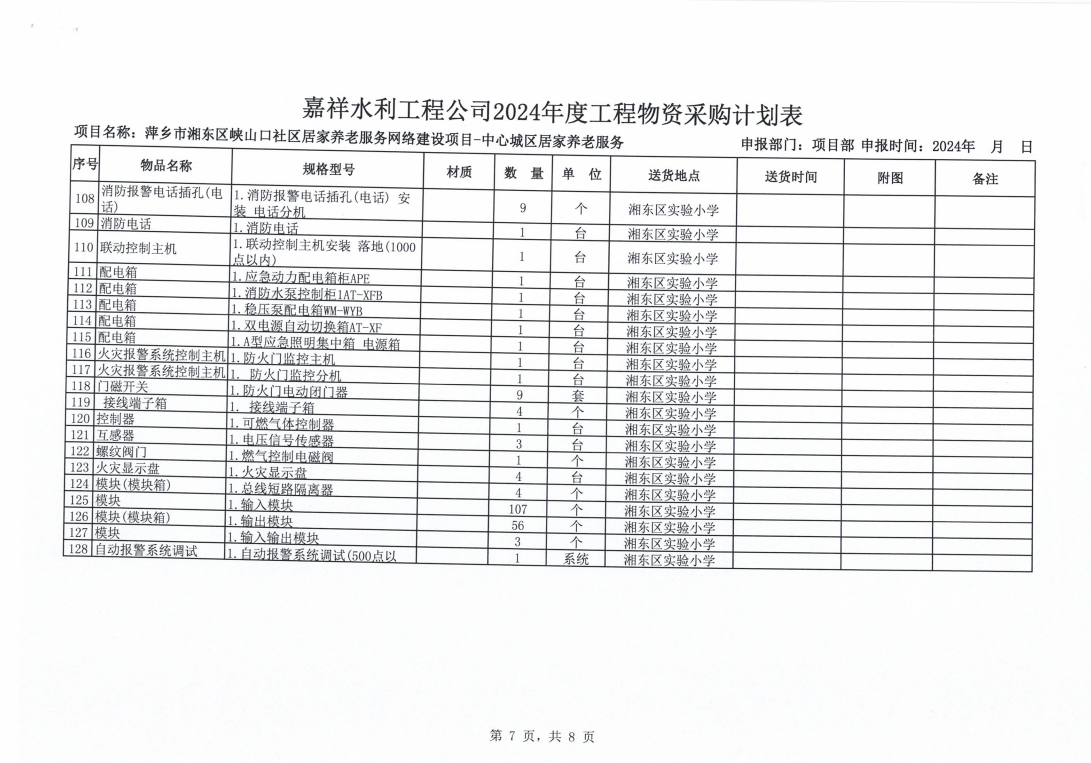 嘉祥水利工程公司2024年度工程物资采购计划表
项目名称：萍乡市湘东区峡山口社区居家养老服务网络建设项目-中心城区居家养老服务 申报部门：项目部 申报时间：2024年 月 日
序号 物品名称 规格型号 材质 数 量 单 位 送货地点 送货时间 附图 备注
108 消防报警电话插孔(电话) 1.消防报警电话插孔(电话) 安装 电话分机 9 个 湘东区实验小学
109 消防电话 1.消防电话 1 台 湘东区实验小学
110 联动控制主机 1.联动控制主机安装 落地(1000点以内) 1 台 湘东区实验小学
111 配电箱 1.应急动力配电箱柜APE 1 台 湘东区实验小学
112 配电箱 1.消防水泵控制柜1AT-XFB 1 台 湘东区实验小学
113 配电箱 1.稳压泵配电箱WM-WYB 1 台 湘东区实验小学
114 配电箱 1.双电源自动切换箱AT-XF 1 台 湘东区实验小学
115 配电箱 1.A型应急照明集中箱 电源箱 1 台 湘东区实验小学
116 火灾报警系统控制主机 1.防火门监控主机 1 台 湘东区实验小学
117 火灾报警系统控制主机 1. 防火门监控分机 1 台 湘东区实验小学
118 门磁开关 1.防火门电动闭门器 9 套 湘东区实验小学
119 接线端子箱 1. 接线端子箱 4 个 湘东区实验小学
120 控制器 1.可燃气体控制器 1 台 湘东区实验小学
121 互感器 1.电压信号传感器 3 台 湘东区实验小学
122 螺纹阀门 1.燃气控制电磁阀 1 个 湘东区实验小学
123 火灾显示盘 1.火灾显示盘 4 台 湘东区实验小学
124 模块(模块箱) 1.总线短路隔离器 4 个 湘东区实验小学
125 模块 1.输入模块 107 个 湘东区实验小学
126 模块(模块箱) 1.输出模块 56 个 湘东区实验小学
127 模块 1.输入输出模块 3 个 湘东区实验小学
128 自动报警系统调试 1.自动报警系统调试(500点以 1 系统 湘东区实验小学
第 7 页，共 8 页